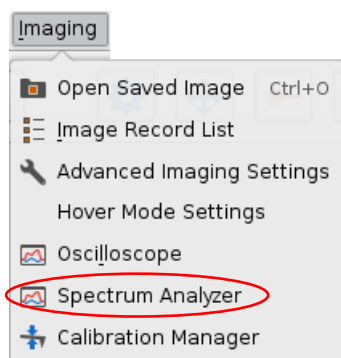 Imaging
Open Saved Image Ctrl+O
Image Record List
Advanced Imaging Settings
Hover Mode Settings
Oscilloscope
Spectrum Analyzer
Calibration Manager